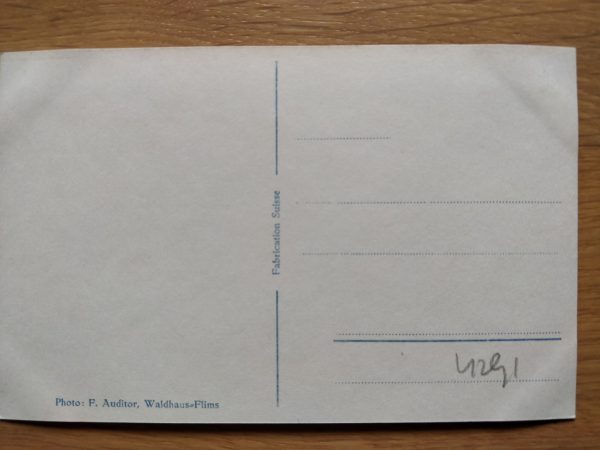 Fabrication Suisse
Photo: F. Auditor, Waldhaus-Flims